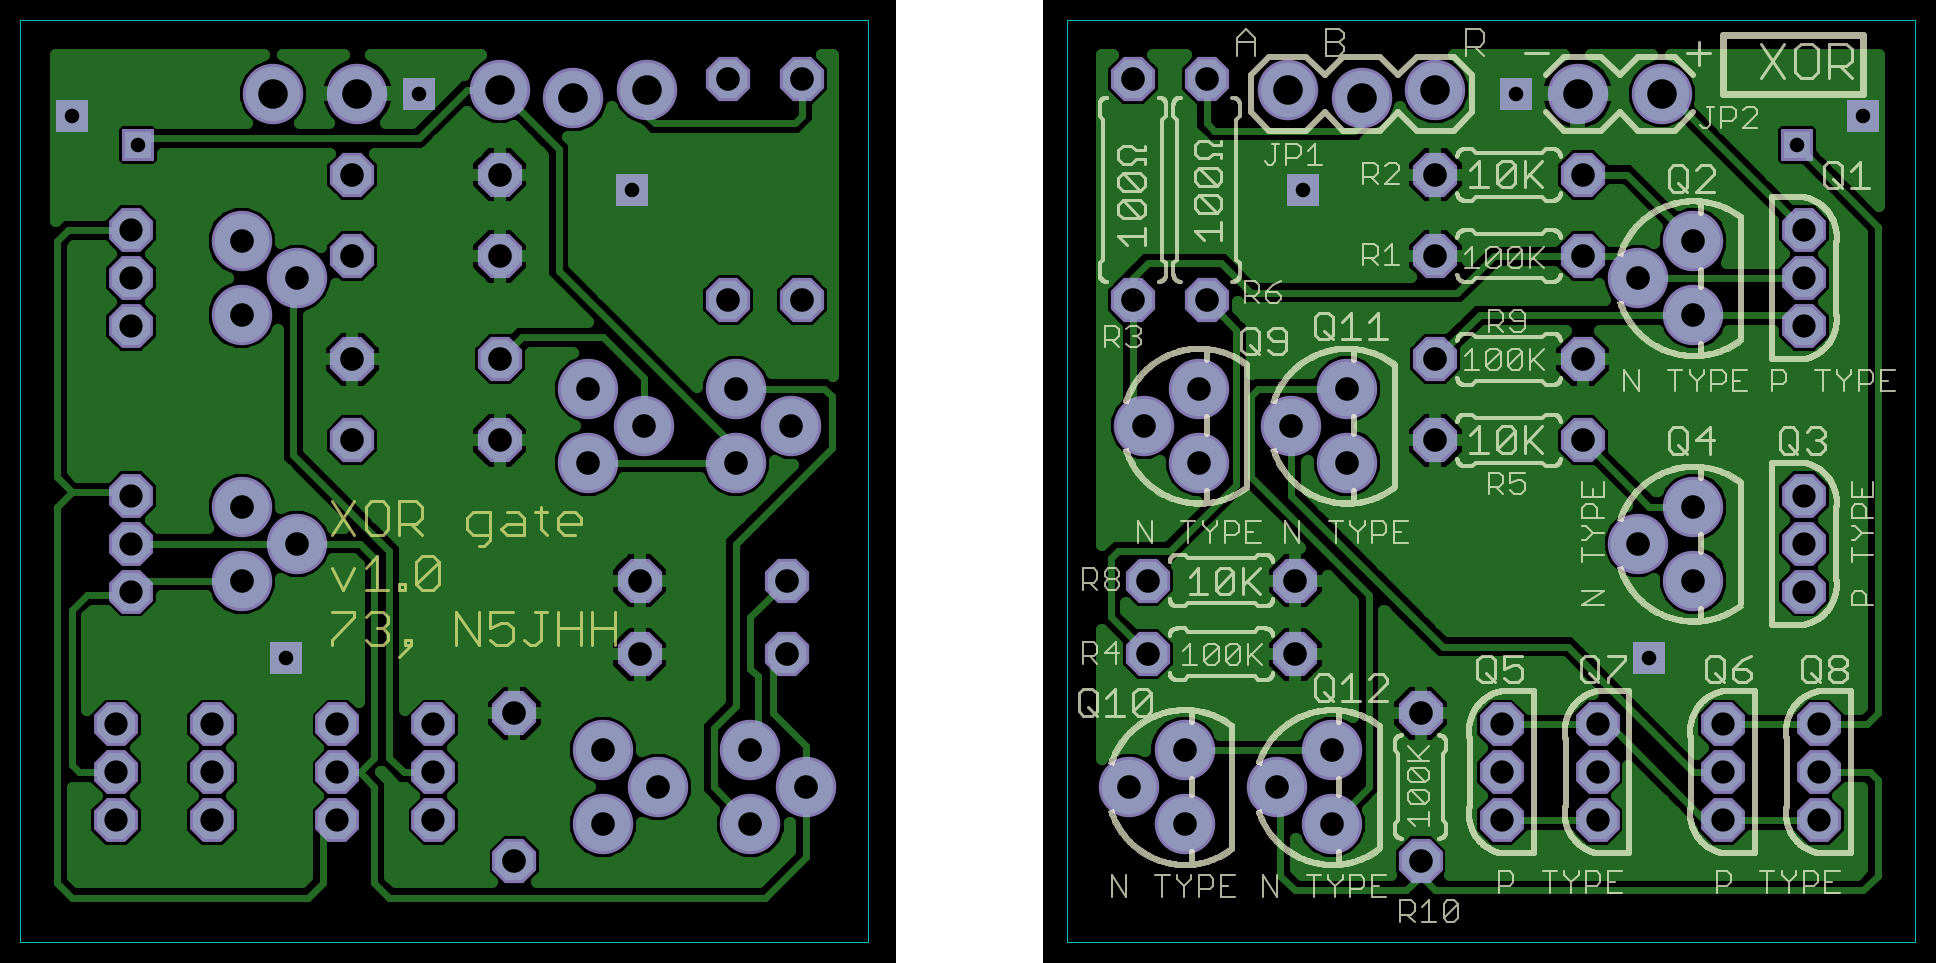 XOR gate
v1.0
73, N5JHH
A B R - + XOR
JP2
JP1
100Ω
100Ω
R2 10K Q2 Q1
R1 100K
R6
R3 R9
Q9 Q11
100K
N TYPE P TYPE
10K Q4 Q3
R5
N TYPE N TYPE
N TYPE
P TYPE
R8 10K
R4 100K
Q5 Q7 Q6 Q8
Q10 Q12
100K
N TYPE N TYPE P TYPE P TYPE
R10